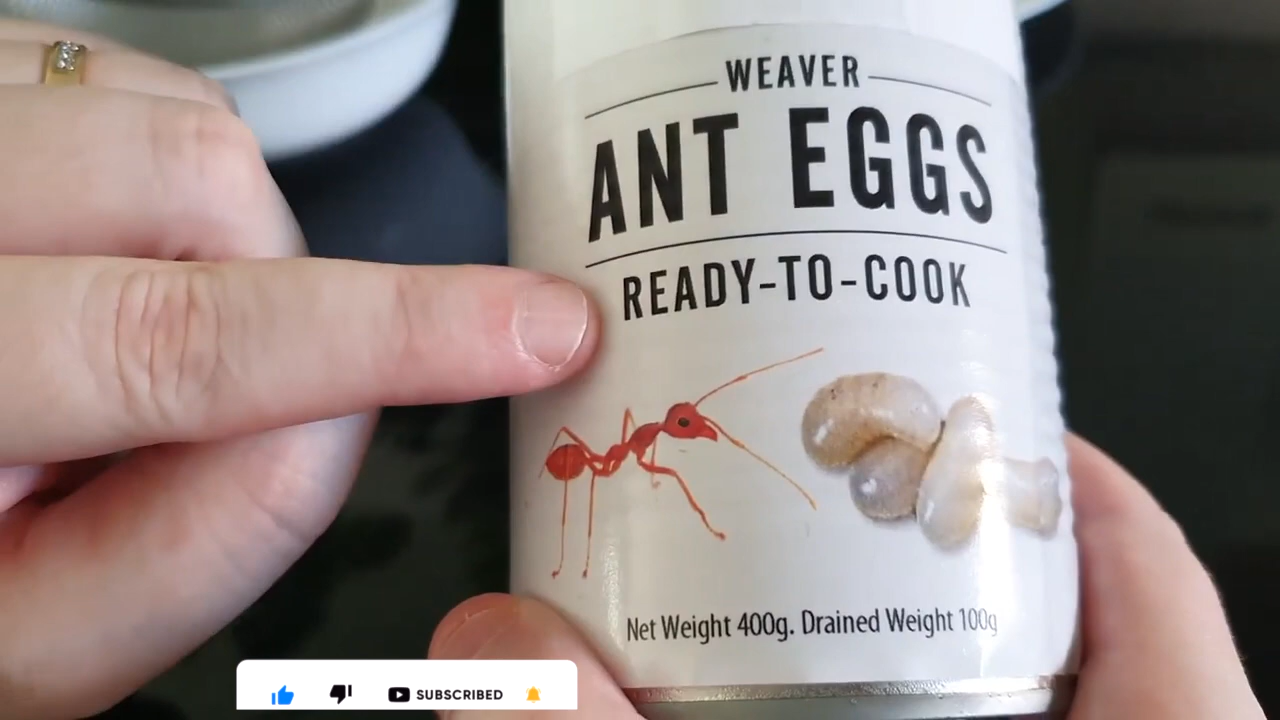 WEAVER
ANT EGGS
READY-TO-COOK
Net Weight 400g. Drained Weight 100g
SUBSCRIBED